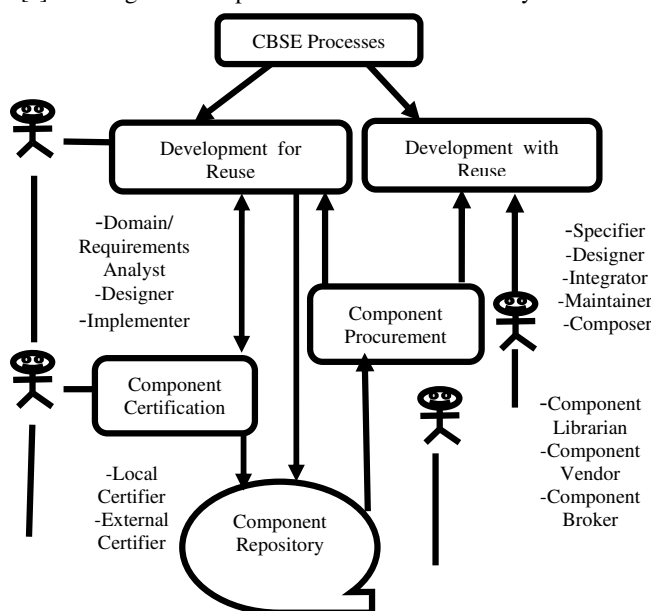 CBSE Processes
Development for
Reuse
Development with
Reuse
-Domain/
Requirements
Analyst
-Designer
-Implementer
-Specifier
-Designer
-Integrator
-Maintainer
-Composer
Component
Procurement
Component
Certification
-Component
Librarian
-Component
Vendor
-Component
Broker
-Local
Certifier
-External
Certifier
Component
Repository